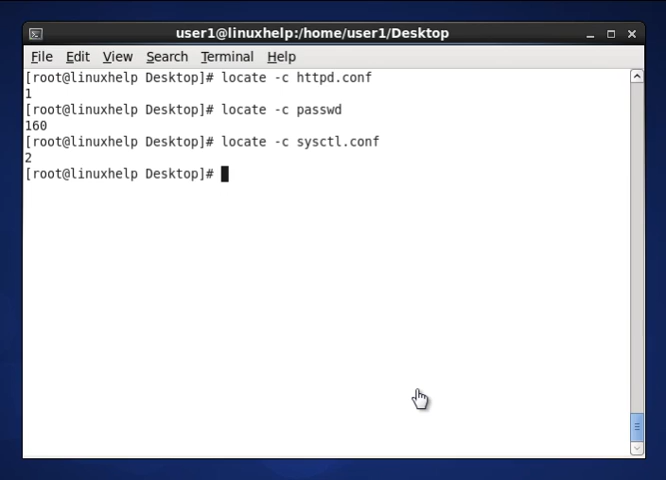 user1@linuxhelp:/home/user1/Desktop
File Edit View Search Terminal Help
[root@linuxhelp Desktop]# locate -c httpd.conf
1
[root@linuxhelp Desktop]# locate -c passwd
160
[root@linuxhelp Desktop]# locate -c sysctl.conf
2
[root@linuxhelp Desktop]#